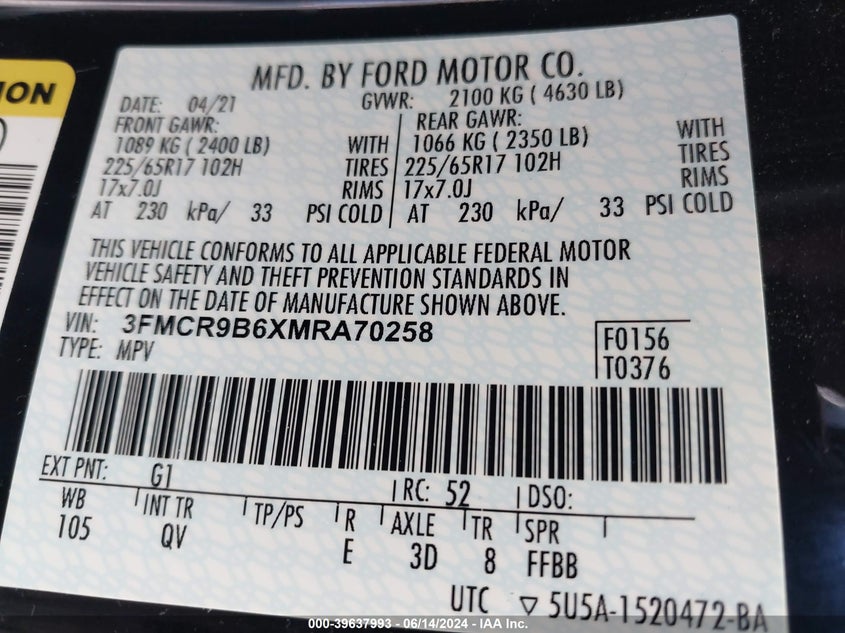 ION
MFD. BY FORD MOTOR CO.
DATE: 04/21 GVWR: 2100 KG ( 4630 LB)
FRONT GAWR: REAR GAWR:
1089 KG ( 2400 LB) WITH 1066 KG ( 2350 LB) WITH
225/65R17 102H TIRES 225/65R17 102H TIRES
17x7.0J RIMS 17x7.0J RIMS
AT 230 kPa/ 33 PSI COLD AT 230 kPa/ 33 PSI COLD
THIS VEHICLE CONFORMS TO ALL APPLICABLE FEDERAL MOTOR
VEHICLE SAFETY AND THEFT PREVENTION STANDARDS IN
EFFECT ON THE DATE OF MANUFACTURE SHOWN ABOVE.
VIN: 3FMCR9B6XMRA70258 F0156
TYPE: MPV T0376
EXT PNT: G1 RC: 52 DSO:
WB INT TR TP/PS R AXLE TR SPR
105 QV E 3D 8 FFBB
UTC ▽ 5U5A-1520472-BA
000-39637993 - 06/14/2024 - IAA Inc.